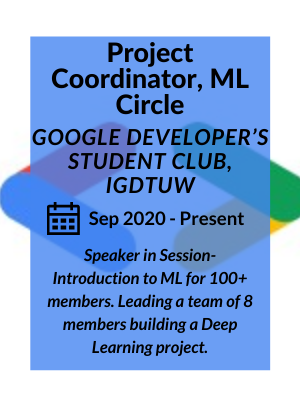 Project
Coordinator, ML
Circle
GOOGLE DEVELOPER'S
STUDENT CLUB,
IGDTUW
Sep 2020 - Present
Speaker in Session-
Introduction to ML for 100+
members. Leading a team of 8
members building a Deep
Learning project.